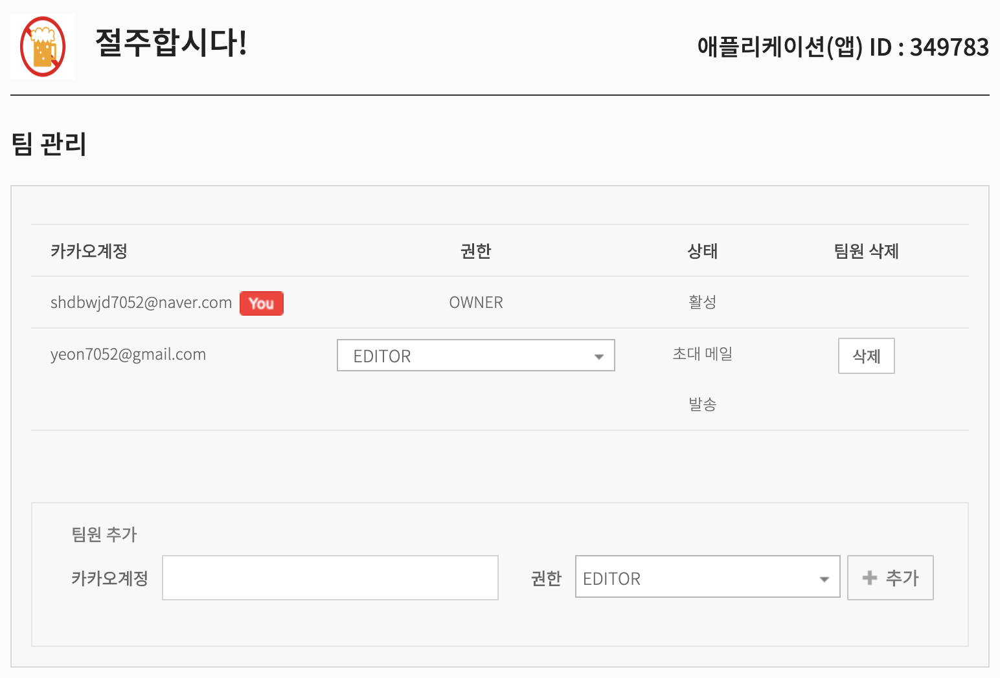 절주합시다!
애플리케이션(앱) ID : 349783
팀 관리
카카오계정 권한 상태 팀원 삭제
shdbwjd7052@naver.com You OWNER 활성
yeon7052@gmail.com EDITOR 초대 메일 삭제
발송
팀원 추가
카카오계정 권한 EDITOR 추가